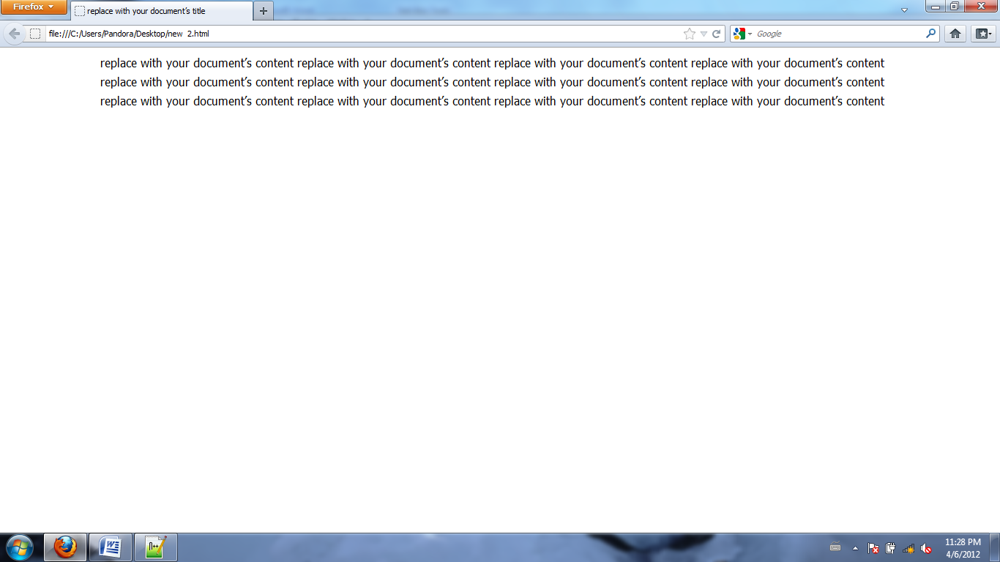 Firefox
replace with your document's title
file:///C:/Users/Pandora/Desktop/new 2.html
Google
replace with your document's content replace with your document's content replace with your document's content replace with your document's content
replace with your document's content replace with your document's content replace with your document's content replace with your document's content
replace with your document's content replace with your document's content replace with your document's content replace with your document's content
11:28 PM
4/6/2012